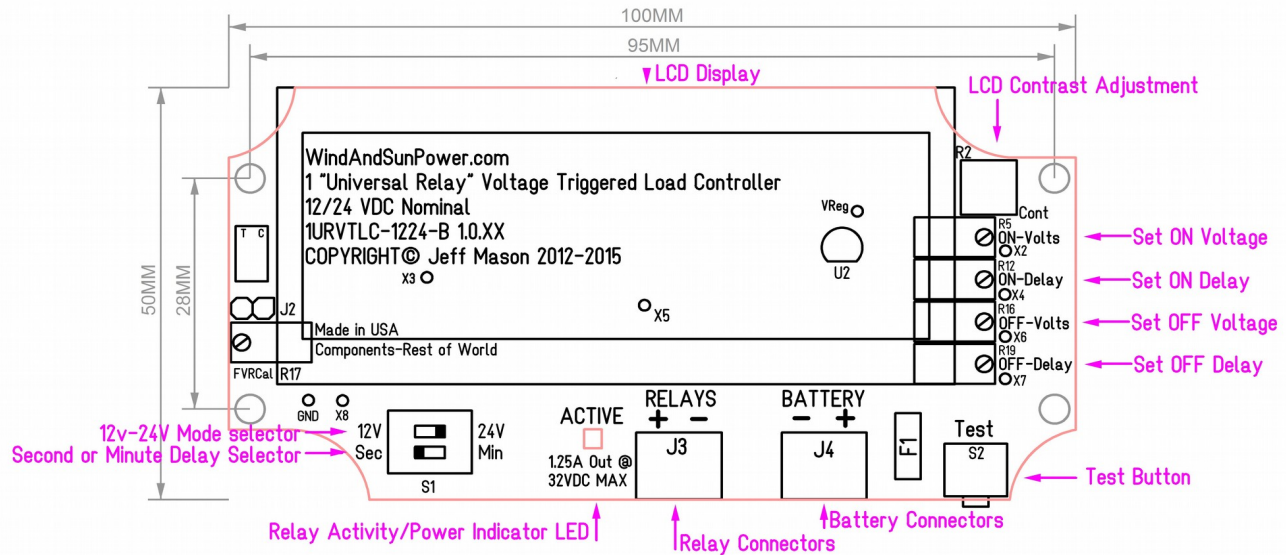 100MM
95MM
LCD Display
LCD Contrast Adjustment
50MM
28MM
WindAndSunPower.com
1 "Universal Relay" Voltage Triggered Load Controller
12/24 VDC Nominal
1URVTLC-1224-B 1.0.XX
COPYRIGHT© Jeff Mason 2012-2015
X3
X5
VReg
U2
R2
Cont
R5
ON-Volts
X2
Set ON Voltage
R12
ON-Delay
X4
Set ON Delay
R16
OFF-Volts
X6
Set OFF Voltage
R19
OFF-Delay
X7
Set OFF Delay
T C
J2
Made in USA
Components-Rest of World
FVRCal
R17
GND
X8
12v-24V Mode selector
12V
24V
Second or Minute Delay Selector
Sec
Min
S1
ACTIVE
1.25A Out @
32VDC MAX
RELAYS
+ -
J3
BATTERY
- +
J4
F1
Test
S2
Test Button
Relay Activity/Power Indicator LED
Relay Connectors
Battery Connectors